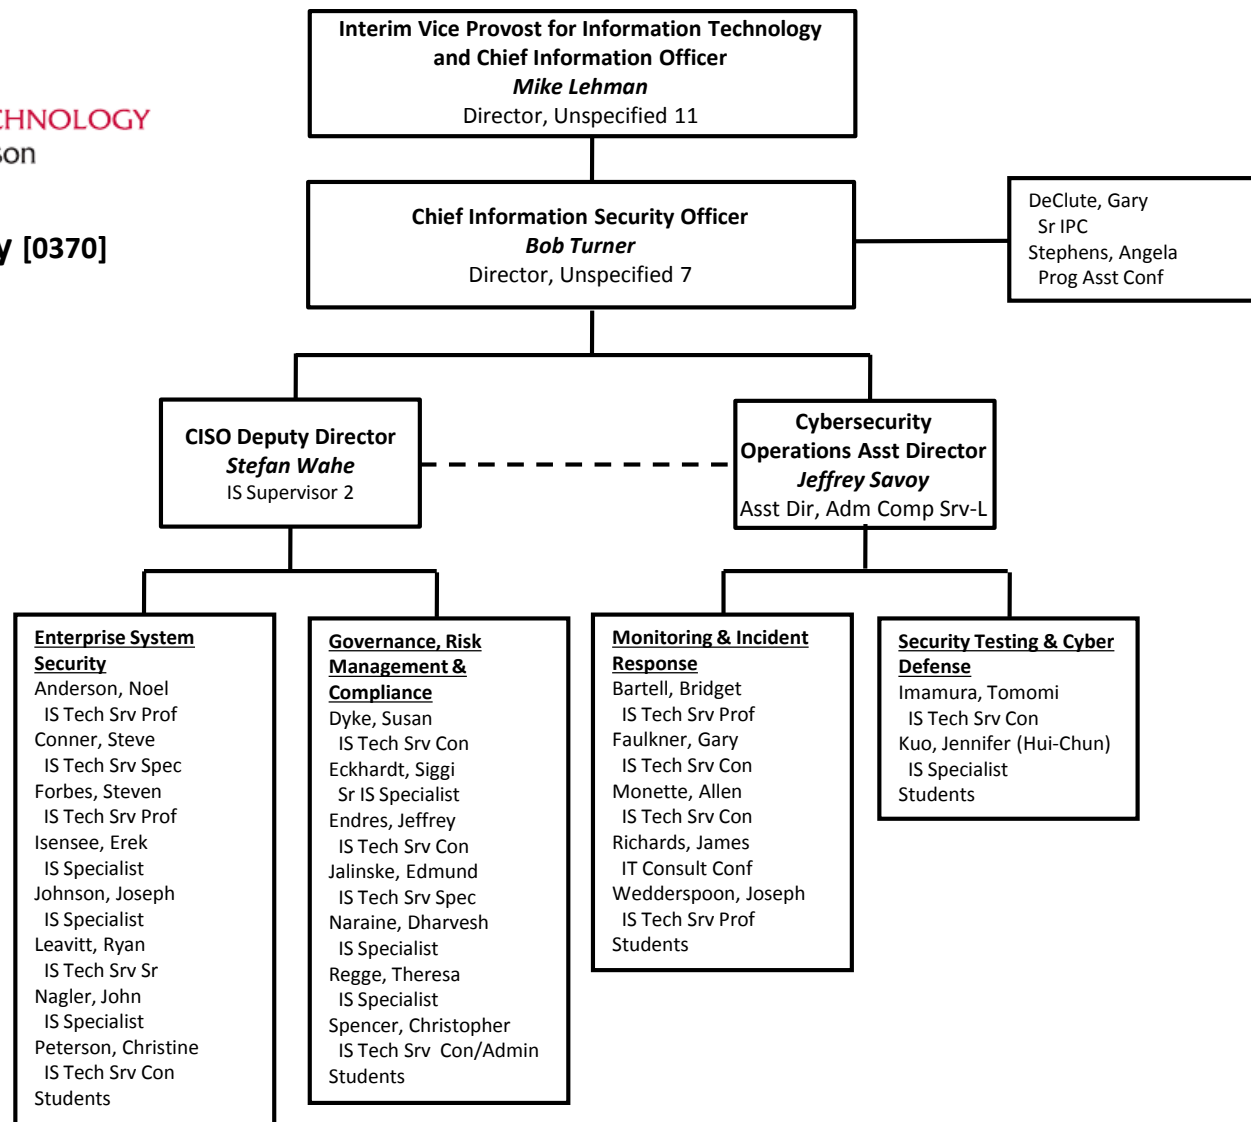 Interim Vice Provost for Information Technology
and Chief Information Officer
Mike Lehman
Director, Unspecified 11
[0370]
Chief Information Security Officer
Bob Turner
Director, Unspecified 7
DeClute, Gary
Sr IPC
Stephens, Angela
Prog Asst Conf
CISO Deputy Director
Stefan Wahe
IS Supervisor 2
Cybersecurity
Operations Asst Director
Jeffrey Savoy
Asst Dir, Adm Comp Srv-L
Enterprise System
Security
Anderson, Noel
IS Tech Srv Prof
Conner, Steve
IS Tech Srv Spec
Forbes, Steven
IS Tech Srv Prof
Isensee, Erek
IS Specialist
Johnson, Joseph
IS Specialist
Leavitt, Ryan
IS Tech Srv Sr
Nagler, John
IS Specialist
Peterson, Christine
IS Tech Srv Con
Students
Governance, Risk
Management &
Compliance
Dyke, Susan
IS Tech Srv Con
Eckhardt, Siggi
Sr IS Specialist
Endres, Jeffrey
IS Tech Srv Con
Jalinske, Edmund
IS Tech Srv Spec
Naraine, Dharvesh
IS Specialist
Regge, Theresa
IS Specialist
Spencer, Christopher
IS Tech Srv Con/Admin
Students
Monitoring & Incident
Response
Bartell, Bridget
IS Tech Srv Prof
Faulkner, Gary
IS Tech Srv Con
Monette, Allen
IS Tech Srv Con
Richards, James
IT Consult Conf
Wedderspoon, Joseph
IS Tech Srv Prof
Students
Security Testing & Cyber
Defense
Imamura, Tomomi
IS Tech Srv Con
Kuo, Jennifer (Hui-Chun)
IS Specialist
Students